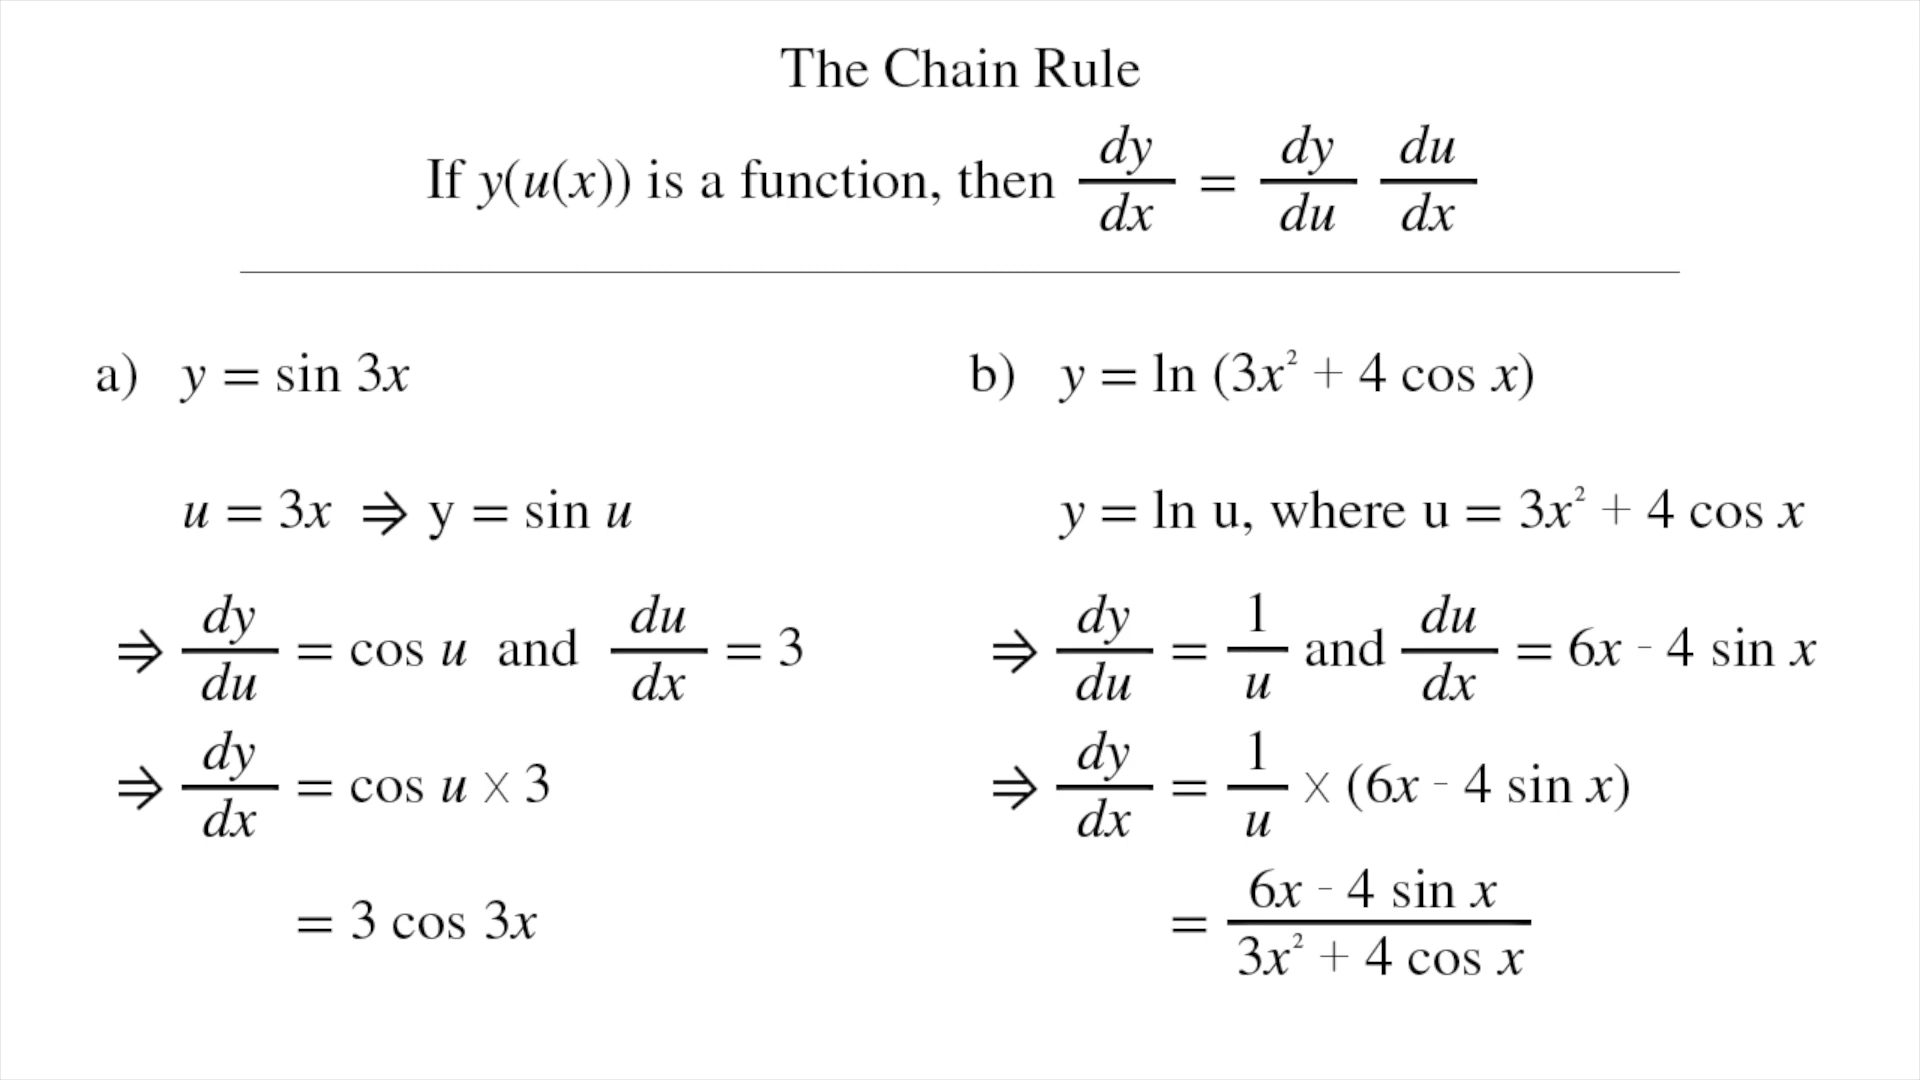 The Chain Rule
If y(u(x)) is a function, then dy/dx = dy/du du/dx
a) y = sin 3x
u = 3x ⇒ y = sin u
⇒ dy/du = cos u and du/dx = 3
⇒ dy/dx = cos u × 3
= 3 cos 3x
b) y = ln (3x² + 4 cos x)
y = ln u, where u = 3x² + 4 cos x
⇒ dy/du = 1/u and du/dx = 6x - 4 sin x
⇒ dy/dx = 1/u × (6x - 4 sin x)
= (6x - 4 sin x)/(3x² + 4 cos x)